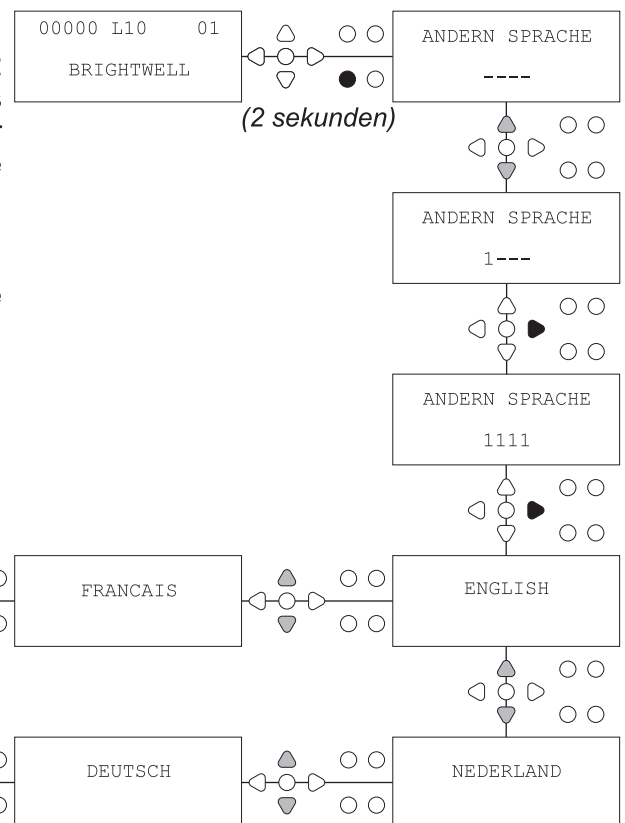 00000 L10 01
BRIGHTWELL
(2 sekunden)
ANDERN SPRACHE
----
ANDERN SPRACHE
1---
ANDERN SPRACHE
1111
FRANCAIS
ENGLISH
DEUTSCH
NEDERLAND